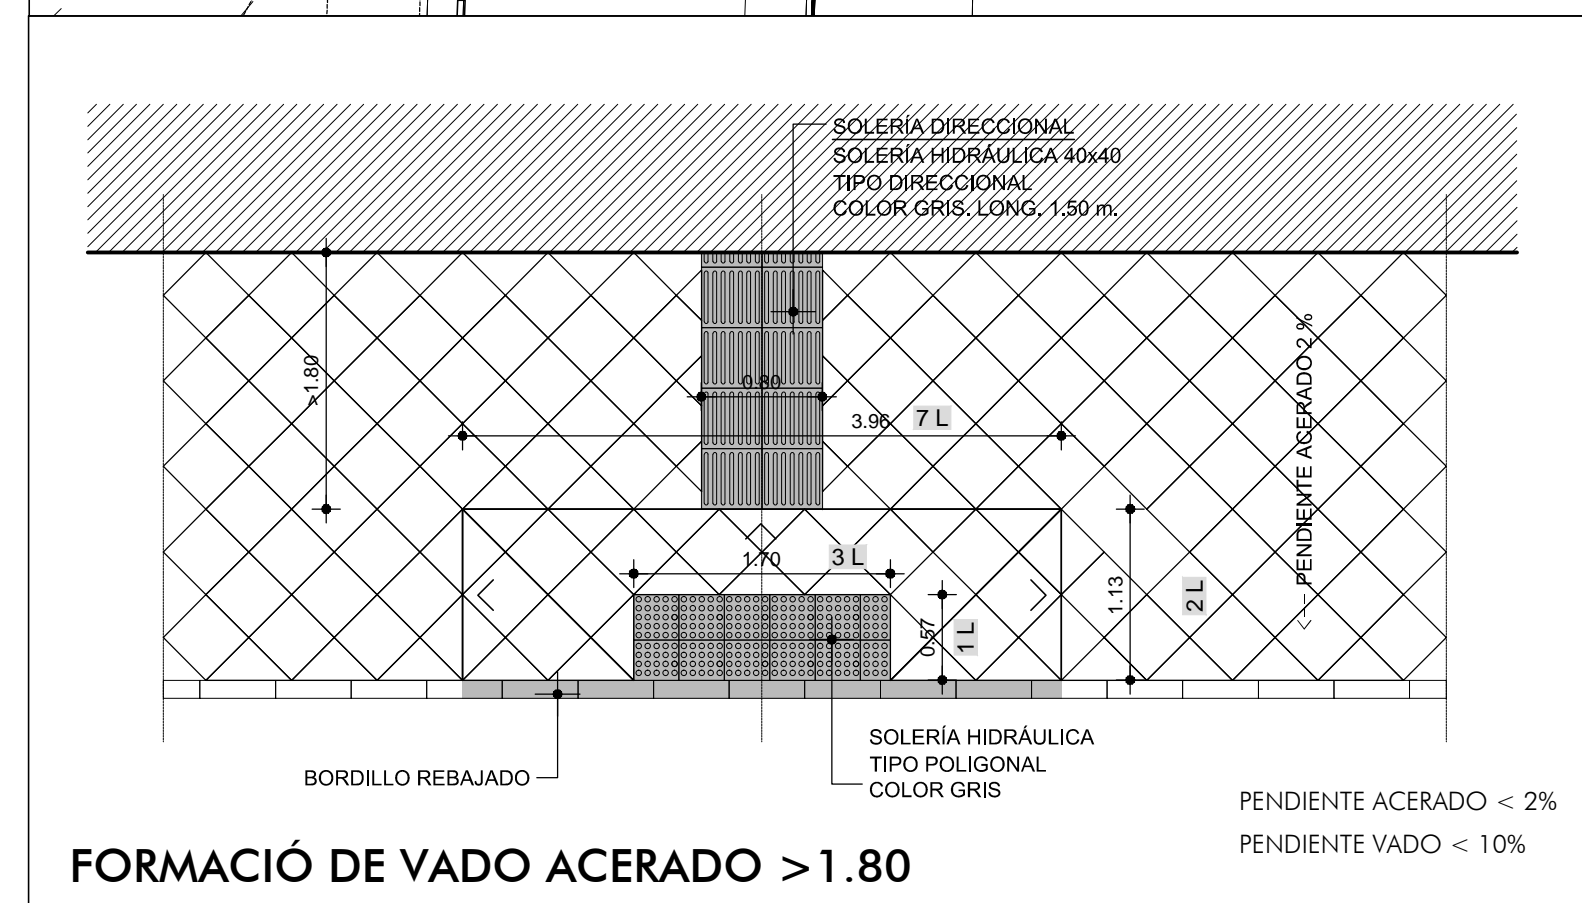 SOLERÍA DIRECCIONAL
SOLERÍA HIDRÁULICA 40x40
TIPO DIRECCIONAL
COLOR GRIS. LONG. 1.50 m.
>1.80
0.80
3.96 7 L
PENDIENTE ACERADO 2 %
1.70 3 L
0.57 1 L
1.13 2 L
SOLERÍA HIDRÁULICA
TIPO POLIGONAL
COLOR GRIS
BORDILLO REBAJADO
PENDIENTE ACERADO < 2%
PENDIENTE VADO < 10%
FORMACIÓ DE VADO ACERADO >1.80